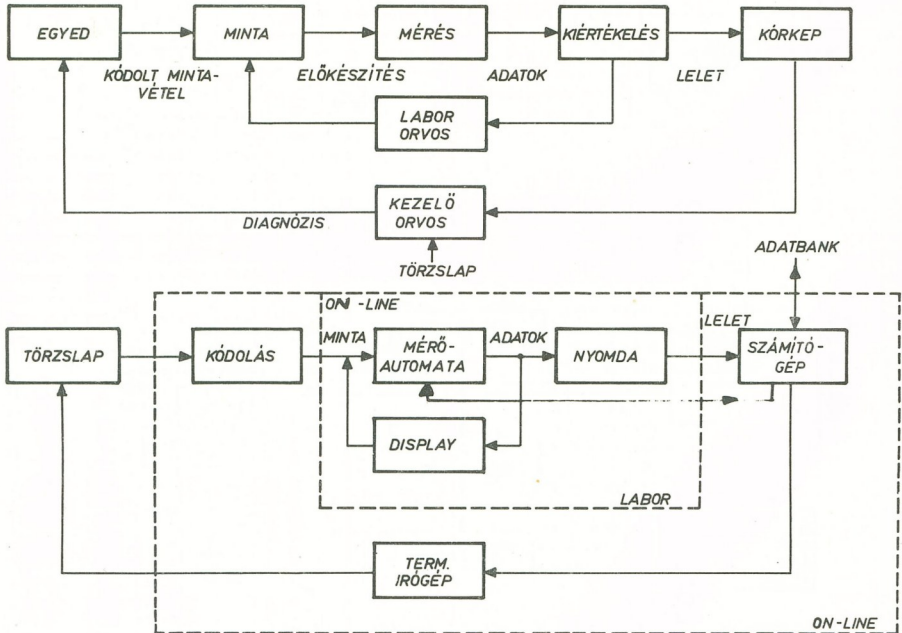 EGYED
MINTA
MÉRÉS
KIÉRTÉKELÉS
KÓRKEP
KÓDOLT MINTA-
VÉTEL
ELŐKÉSZÍTÉS
ADATOK
LELET
LABOR
ORVOS
KEZELŐ
ORVOS
DIAGNÓZIS
TÖRZSLAP
ADATBANK
ON-LINE
TÖRZSLAP
KÓDOLÁS
MINTA
MÉRŐ-
AUTOMATA
ADATOK
NYOMDA
LELET
SZÁMÍTÓ-
GÉP
DISPLAY
LABOR
TERM.
IRÓGÉP
ON-LINE